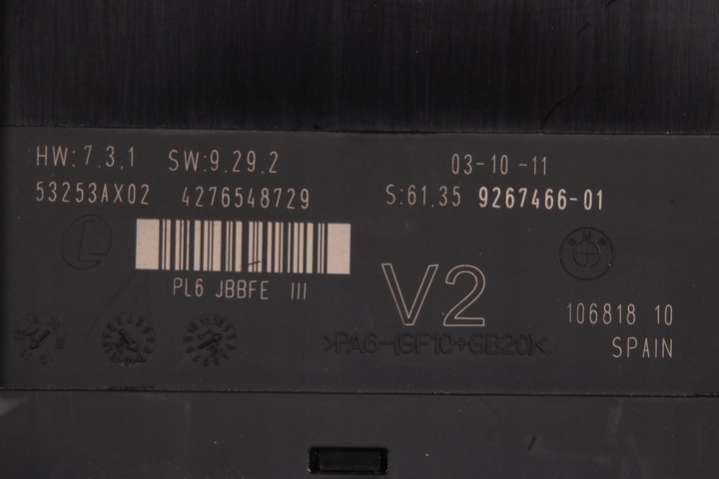 HW:7.3.1 SW:9.29.2 03-10-11
53253AX02 4276548729 S:61.35 9267466-01
L
PL6 JBBFE III
V2
106818 10
>PA6-(GF10+GB20)<
SPAIN